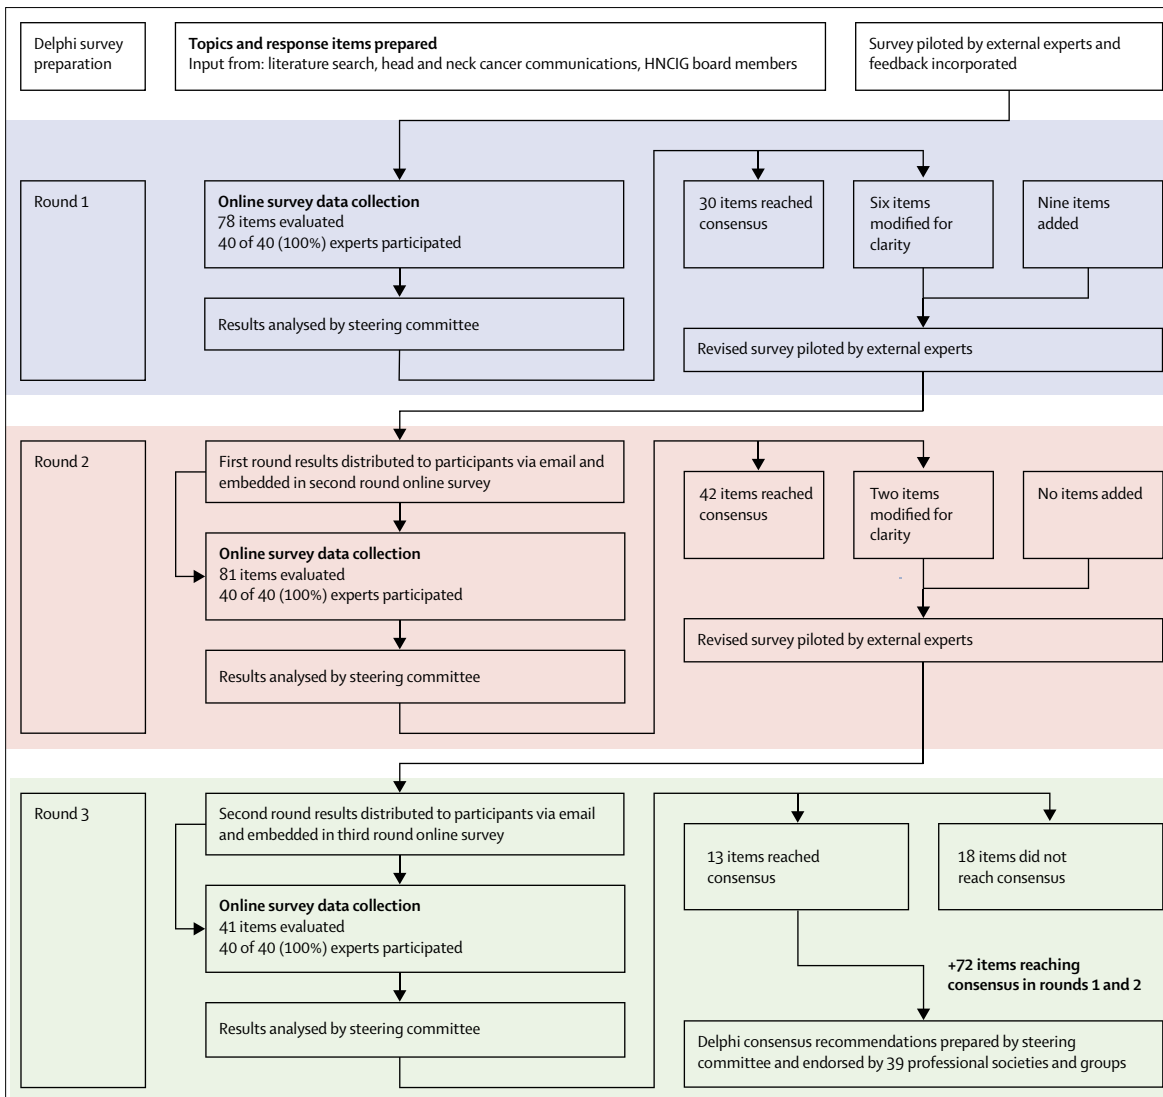 Delphi survey
preparation
Topics and response items prepared
Input from: literature search, head and neck cancer communications, HNCIG board members
Survey piloted by external experts and
feedback incorporated
Round 1
Online survey data collection
78 items evaluated
40 of 40 (100%) experts participated
Results analysed by steering committee
30 items reached
consensus
Six items
modified for
clarity
Nine items
added
Revised survey piloted by external experts
Round 2
First round results distributed to participants via email and
embedded in second round online survey
Online survey data collection
81 items evaluated
40 of 40 (100%) experts participated
Results analysed by steering committee
42 items reached
consensus
Two items
modified for
clarity
No items added
Revised survey piloted by external experts
Round 3
Second round results distributed to participants via email
and embedded in third round online survey
Online survey data collection
41 items evaluated
40 of 40 (100%) experts participated
Results analysed by steering committee
13 items reached
consensus
18 items did not
reach consensus
+72 items reaching
consensus in rounds 1 and 2
Delphi consensus recommendations prepared by steering
committee and endorsed by 39 professional societies and groups